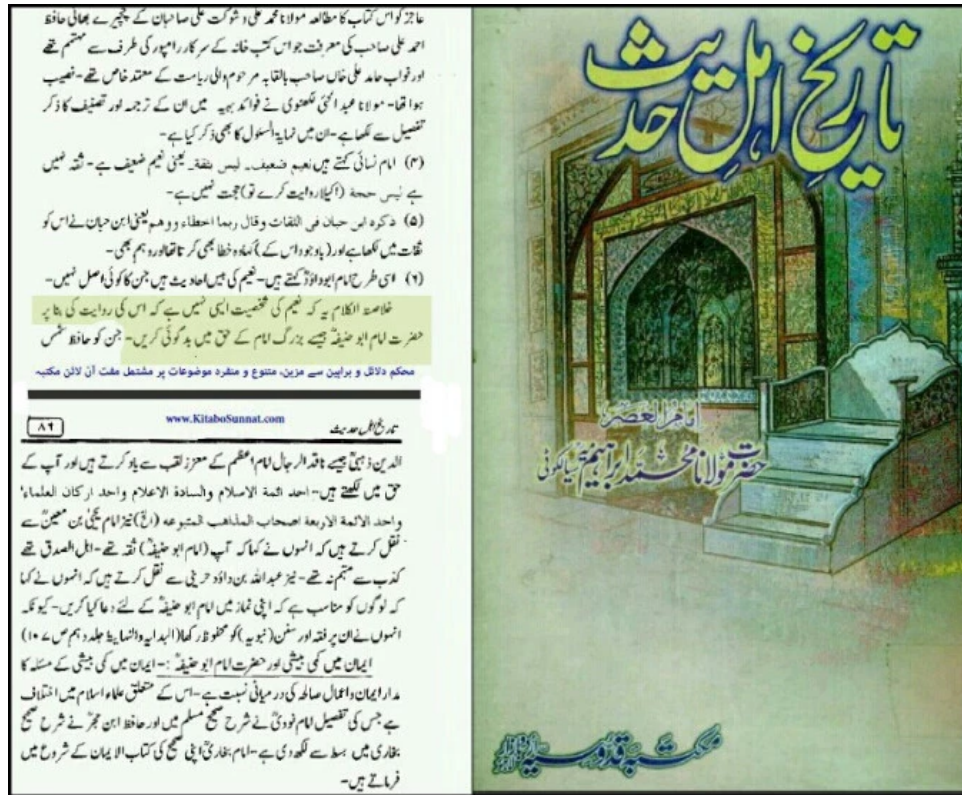 عاجز کو اس کتاب کا مطالعہ مولانا محمد علی و شوکت علی صاحبان کے چچیرے بھائی حافظ
احمد علی صاحب کی معرفت جو اس کتب خانہ کے سرکار رامپور کی طرف سے مہتمم تھے
اور نواب حامد علی خاں صاحب بالقابہ مرحوم والی ریاست کے معتمد خاص تھے۔ نصیب
ہوا تھا۔ مولانا عبد الحئی لکھنوی نے فوائد بہیہ میں ان کے ترجمہ اور تصنیف کا ذکر
تفصیل سے لکھا ہے۔ ان میں نہایۃ السئول کا بھی ذکر کیا ہے۔
(۴) امام نسائی کہتے ہیں نعیم ضعیف۔ لیس بثقۃ۔ یعنی نعیم ضعیف ہے۔ ثقہ نہیں
ہے لیس حجۃ (اکیلا روایت کرے تو) حجت نہیں ہے۔
(۵) ذکرہ ابن حبان فی الثقات وقال ربما اخطاء ووھم یعنی ابن حبان نے اس کو
ثقات میں لکھا ہے اور (باوجود اس کے) کہا وہ خطا بھی کرتا تھا اور وہم بھی۔
(۶) اسی طرح امام ابوداؤدؒ کہتے ہیں۔ نعیم کی بیس احادیث ہیں جن کا کوئی اصل نہیں۔
خلاصۃ الکلام یہ کہ نعیم کی شخصیت ایسی نہیں ہے کہ اس کی روایت کی بنا پر
حضرت امام ابو حنیفہؒ جیسے بزرگ امام کے حق میں بدگوئی کریں۔ جن کو حافظ شمس
محکم دلائل و براہین سے مزین، متنوع و منفرد موضوعات پر مشتمل مفت آن لائن مکتبہ
تاریخ اہل حدیث www.KitaboSunnat.com ۸۶
الدین ذہبیؒ جیسے ناقد الرجال امام اعظم کے معزز لقب سے یاد کرتے ہیں اور آپ کے
حق میں لکھتے ہیں۔ احد ائمۃ الاسلام والسادۃ الاعلام واحد ارکان العلماء
واحد الائمۃ الاربعۃ اصحاب المذاھب المتبوعہ (الخ) نیز امام یحییٰ بن معینؒ سے
نقل کرتے ہیں کہ انہوں نے کہا کہ آپ (امام ابو حنیفہؒ) ثقہ تھے۔ اہل الصدق تھے
کذب سے متہم نہ تھے۔ نیز عبداللہ بن داؤد حریبی سے نقل کرتے ہیں کہ انہوں نے کہا
کہ لوگوں کو مناسب ہے کہ اپنی نماز میں امام ابو حنیفہؒ کے لئے دعا کیا کریں۔ کیونکہ
انہوں نے ان پر فقہ اور سنن (نبویہ) کو محفوظ رکھا (البدایہ والنہایہ جلد دہم ص ۱۰۷)
ایمان میں کمی بیشی اور حضرت امام ابو حنیفہؒ :۔ ایمان میں کمی بیشی کے مسئلہ کا
مدار ایمان و اعمال صالحہ کی درمیانی نسبت ہے۔ اس کے متعلق علماء اسلام میں اختلاف
ہے جس کی تفصیل امام نوویؒ نے شرح صحیح مسلم میں اور حافظ ابن حجرؒ نے شرح صحیح
بخاری میں بسط سے لکھ دی ہے۔ امام بخاریؒ اپنی صحیح کی کتاب الایمان کے شروع میں
فرماتے ہیں۔
تاریخ اہل حدیث
امام العصر
حضرت مولانا محمد ابراہیم میر سیالکوٹی
مکتبہ قدوسیہ